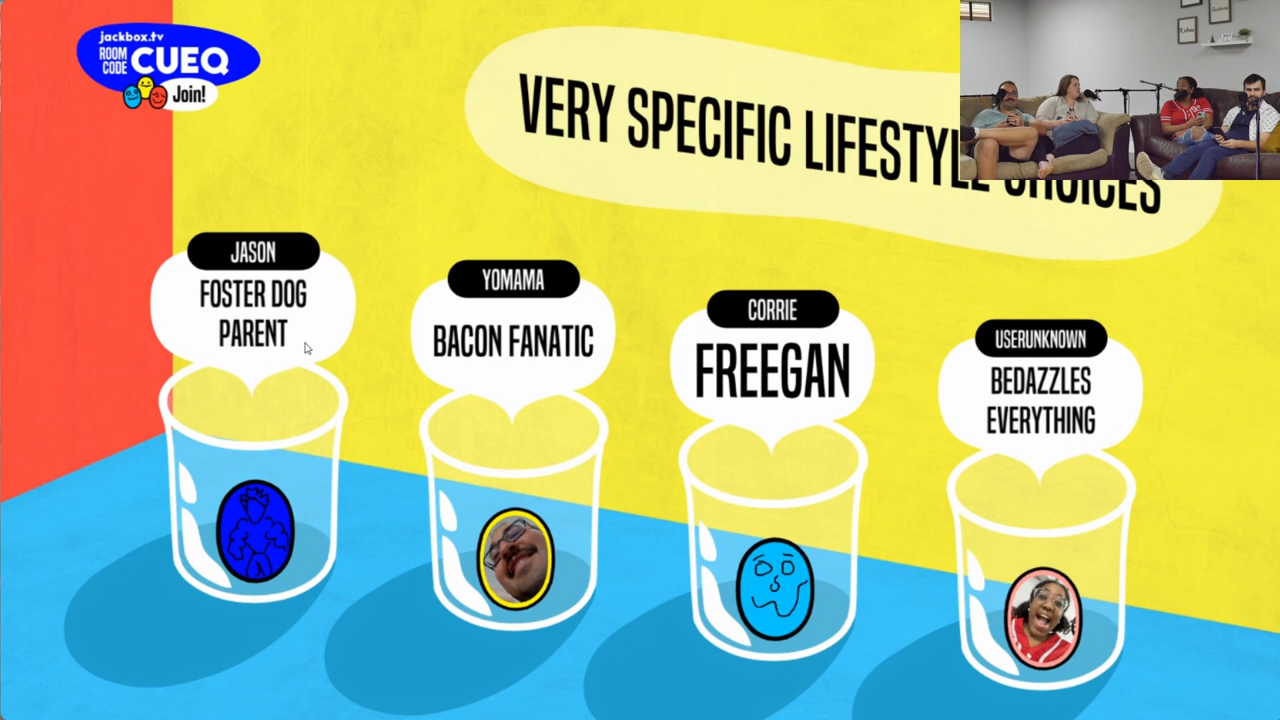 jackbox.tv
ROOM CODE CUEQ
Join!
VERY SPECIFIC LIFESTYLE CHOICES
JASON
FOSTER DOG
PARENT
YOMAMA
BACON FANATIC
CORRIE
FREEGAN
USERUNKNOWN
BEDAZZLES
EVERYTHING